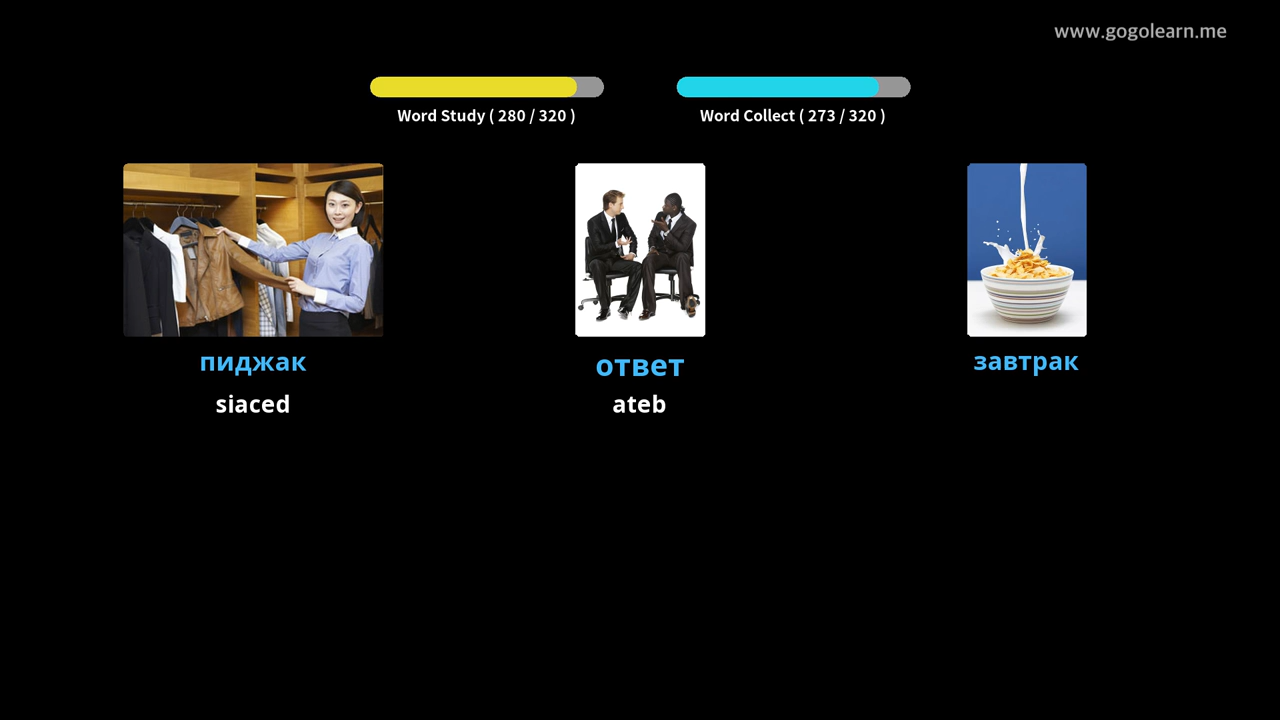 www.gogolearn.me
Word Study ( 280 / 320 )
Word Collect ( 273 / 320 )
пиджак
ответ
завтрак
siaced
ateb